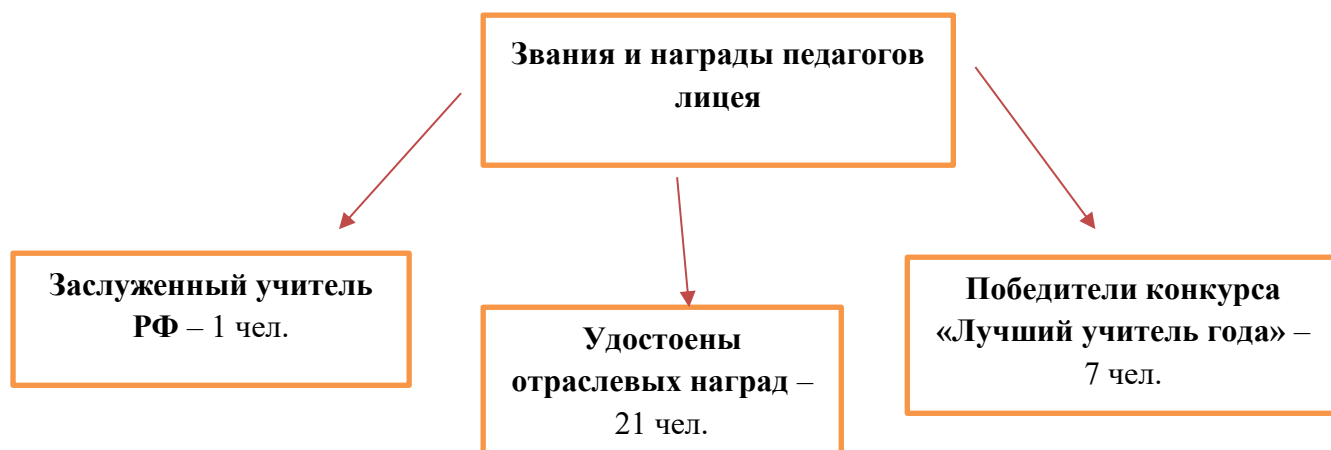 Звания и награды педагогов
лицея
Заслуженный учитель
РФ – 1 чел.
Удостоены
отраслевых наград –
21 чел.
Победители конкурса
«Лучший учитель года» –
7 чел.